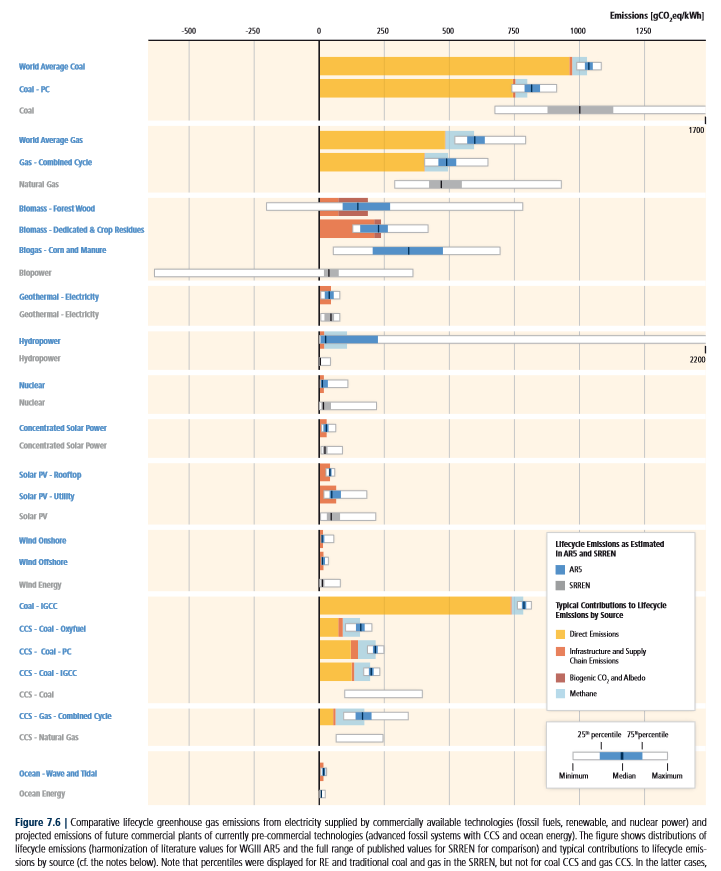 Emissions [gCO2eq/kWh]
-500 -250 0 250 500 750 1000 1250
World Average Coal
Coal - PC
Coal
1700
World Average Gas
Gas - Combined Cycle
Natural Gas
Biomass - Forest Wood
Biomass - Dedicated & Crop Residues
Biogas - Corn and Manure
Biopower
Geothermal - Electricity
Geothermal - Electricity
Hydropower
2200
Hydropower
Nuclear
Nuclear
Concentrated Solar Power
Concentrated Solar Power
Solar PV - Rooftop
Solar PV - Utility
Solar PV
Wind Onshore
Wind Offshore
Wind Energy
Coal - IGCC
CCS - Coal - Oxyfuel
CCS - Coal - PC
CCS - Coal - IGCC
CCS - Coal
CCS - Gas - Combined Cycle
CCS - Natural Gas
Ocean - Wave and Tidal
Ocean Energy
Lifecycle Emissions as Estimated
in AR5 and SRREN
AR5
SRREN
Typical Contributions to Lifecycle
Emissions by Source
Direct Emissions
Infrastructure and Supply
Chain Emissions
Biogenic CO2 and Albedo
Methane
25th percentile 75th percentile
Minimum Median Maximum
Figure 7.6 | Comparative lifecycle greenhouse gas emissions from electricity supplied by commercially available technologies (fossil fuels, renewable, and nuclear power) and
projected emissions of future commercial plants of currently pre-commercial technologies (advanced fossil systems with CCS and ocean energy). The figure shows distributions of
lifecycle emissions (harmonization of literature values for WGIII AR5 and the full range of published values for SRREN for comparison) and typical contributions to lifecycle emis-
sions by source (cf. the notes below). Note that percentiles were displayed for RE and traditional coal and gas in the SRREN, but not for coal CCS and gas CCS. In the latter cases,